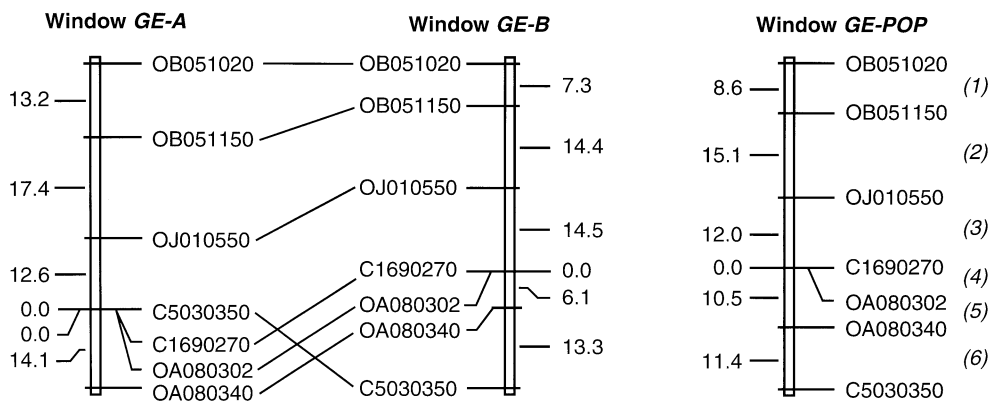 Window GE-A
Window GE-B
Window GE-POP
OB051020
13.2
OB051150
17.4
OJ010550
12.6
0.0
C5030350
0.0
C1690270
14.1
OA080302
OA080340
OB051020
7.3
OB051150
14.4
OJ010550
14.5
C1690270
0.0
6.1
OA080302
OA080340
13.3
C5030350
OB051020
8.6
(1)
OB051150
15.1
(2)
OJ010550
12.0
(3)
0.0
C1690270
(4)
10.5
OA080302
(5)
OA080340
11.4
(6)
C5030350